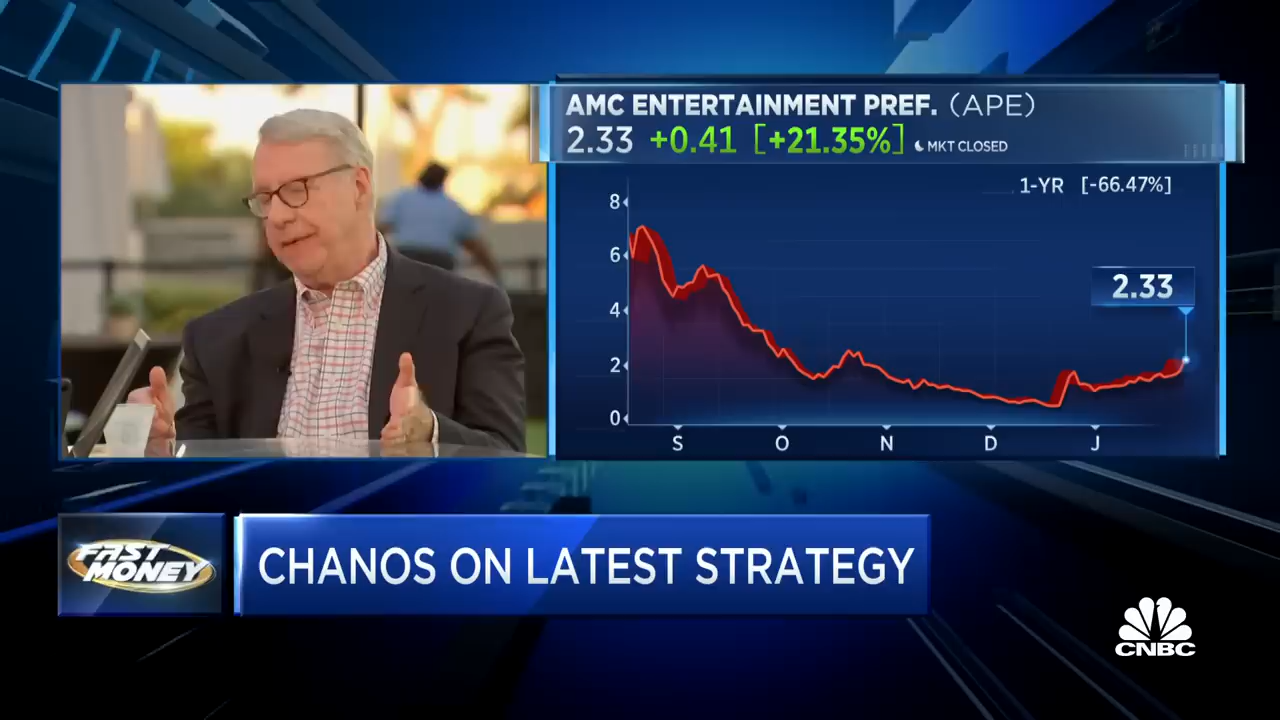 AMC ENTERTAINMENT PREF. (APE)
2.33 +0.41 [+21.35%] MKT CLOSED
1-YR [-66.47%]
8
6
4
2
0
2.33
S O N D J
FAST
MONEY
CHANOS ON LATEST STRATEGY
CNBC